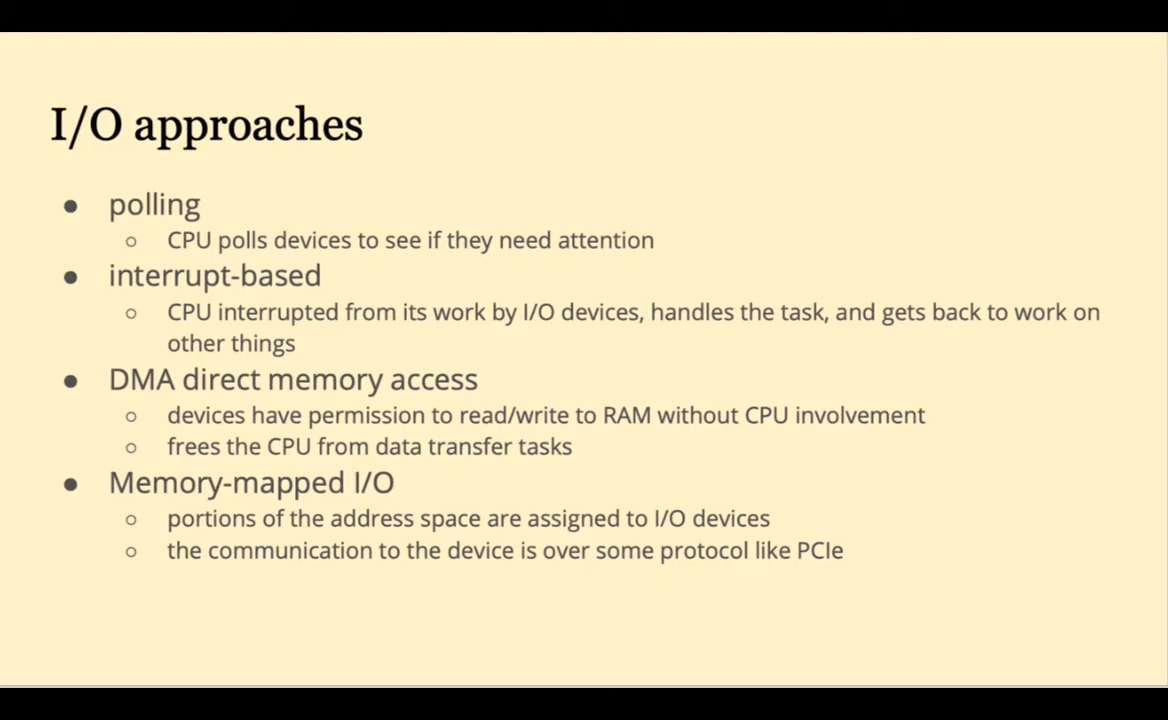 I/O approaches
● polling
○ CPU polls devices to see if they need attention
● interrupt-based
○ CPU interrupted from its work by I/O devices, handles the task, and gets back to work on
other things
● DMA direct memory access
○ devices have permission to read/write to RAM without CPU involvement
○ frees the CPU from data transfer tasks
● Memory-mapped I/O
○ portions of the address space are assigned to I/O devices
○ the communication to the device is over some protocol like PCIe